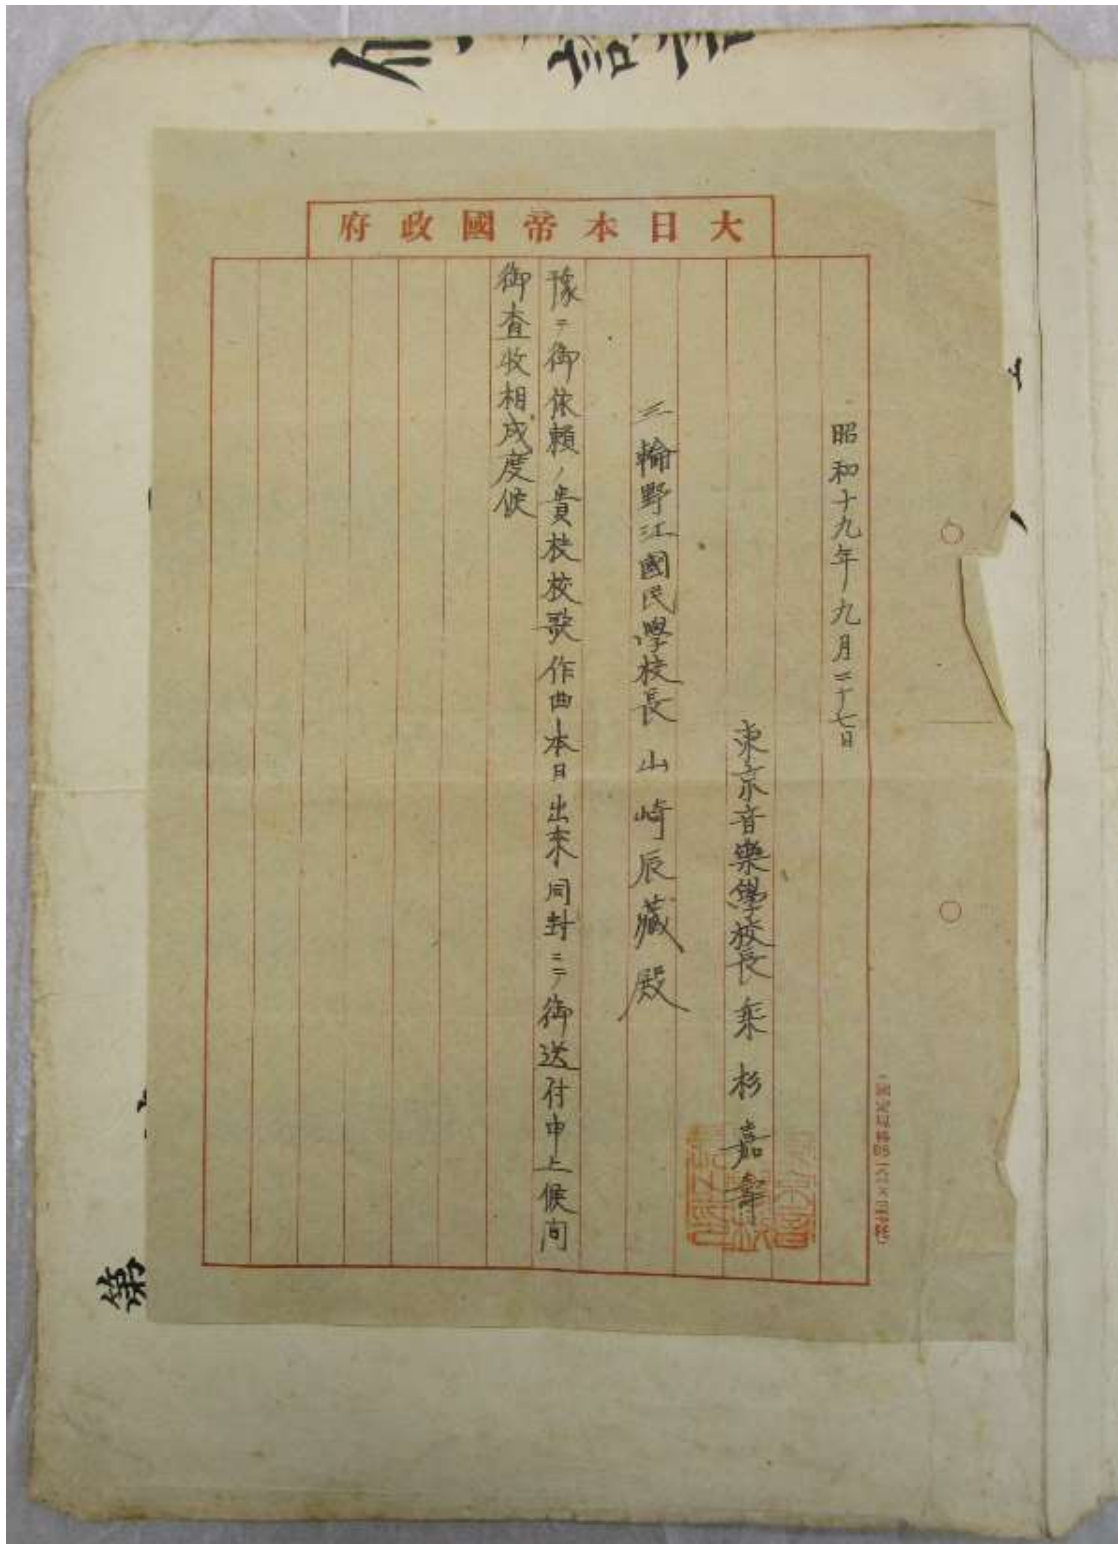 大日本帝國政府
昭和十九年九月二十七日
東京音樂學校長 乘杉嘉壽
三輪野江國民學校長 山崎辰藏殿
豫テ御依頼ノ貴校校歌作曲本日出来同封ニテ御送付申上候間
御査收相成度候
第